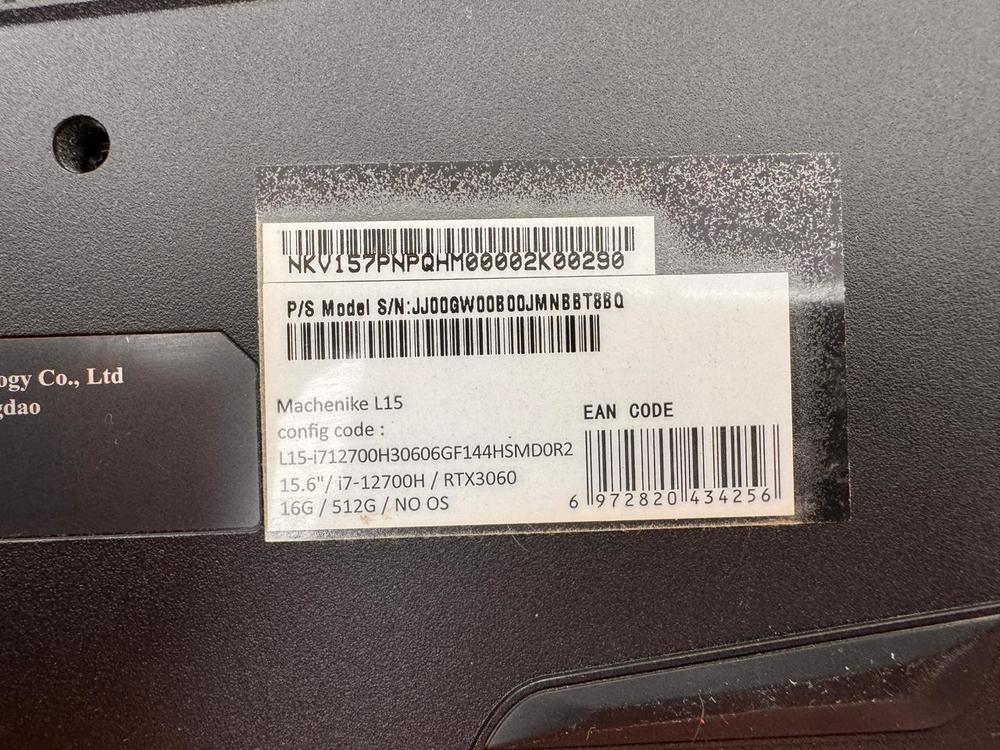 NKV157PNPQHM00002K00290
P/S Model S/N:JJ00GW00B00JMNBBT8BQ
ogy Co., Ltd
gdao
Machenike L15
config code :
L15-i712700H30606GF144HSMD0R2
15.6"/ i7-12700H / RTX3060
16G / 512G / NO OS
EAN CODE
6 972820 434256